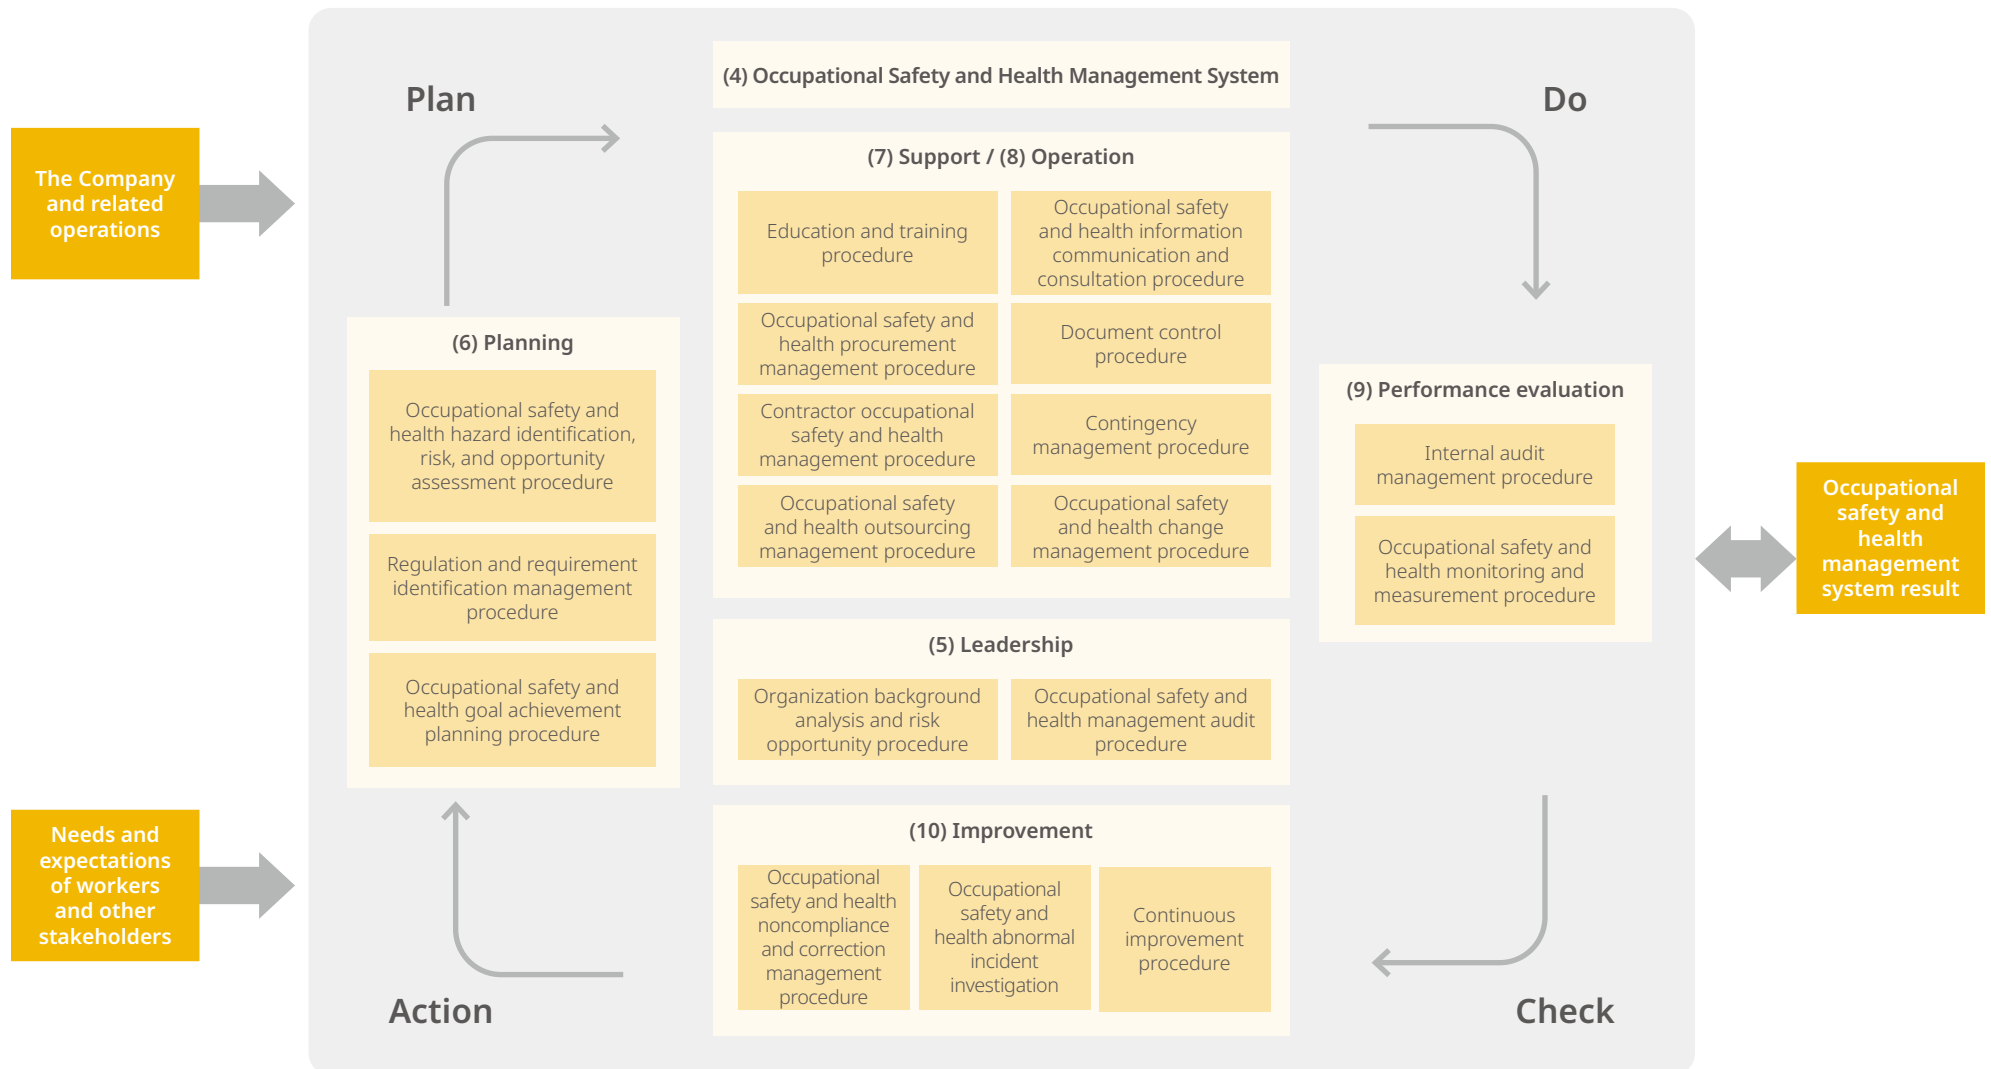 (4) Occupational Safety and Health Management System
Plan
Do
The Company
and related
operations
(7) Support / (8) Operation
Education and training
procedure
Occupational safety
and health information
communication and
consultation procedure
Occupational safety and
health procurement
management procedure
Document control
procedure
Contractor occupational
safety and health
management procedure
Contingency
management procedure
Occupational safety
and health outsourcing
management procedure
Occupational safety
and health change
management procedure
(6) Planning
Occupational safety and
health hazard identification,
risk, and opportunity
assessment procedure
Regulation and requirement
identification management
procedure
Occupational safety and
health goal achievement
planning procedure
(9) Performance evaluation
Internal audit
management procedure
Occupational safety and
health monitoring and
measurement procedure
Occupational
safety and
health
management
system result
(5) Leadership
Organization background
analysis and risk
opportunity procedure
Occupational safety and
health management audit
procedure
Needs and
expectations
of workers
and other
stakeholders
(10) Improvement
Occupational
safety and health
noncompliance
and correction
management
procedure
Occupational
safety and
health abnormal
incident
investigation
Continuous
improvement
procedure
Action
Check